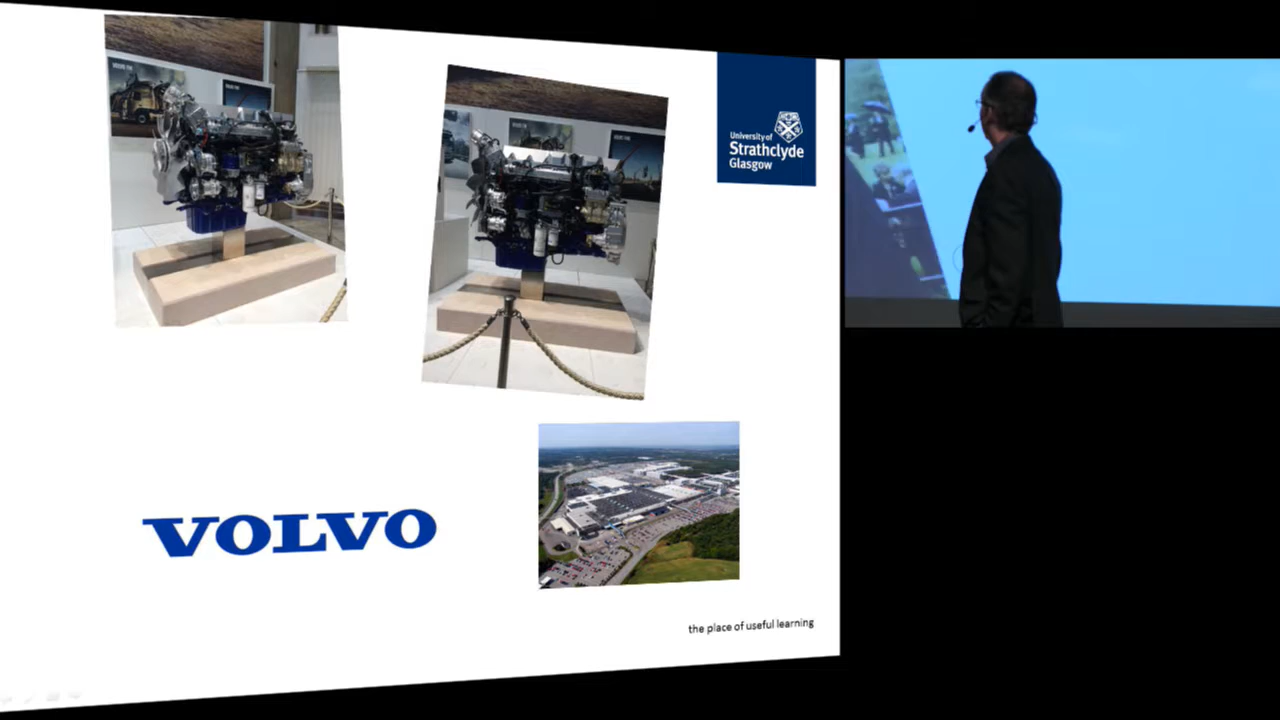 University of
Strathclyde
Glasgow
VOLVO
the place of useful learning